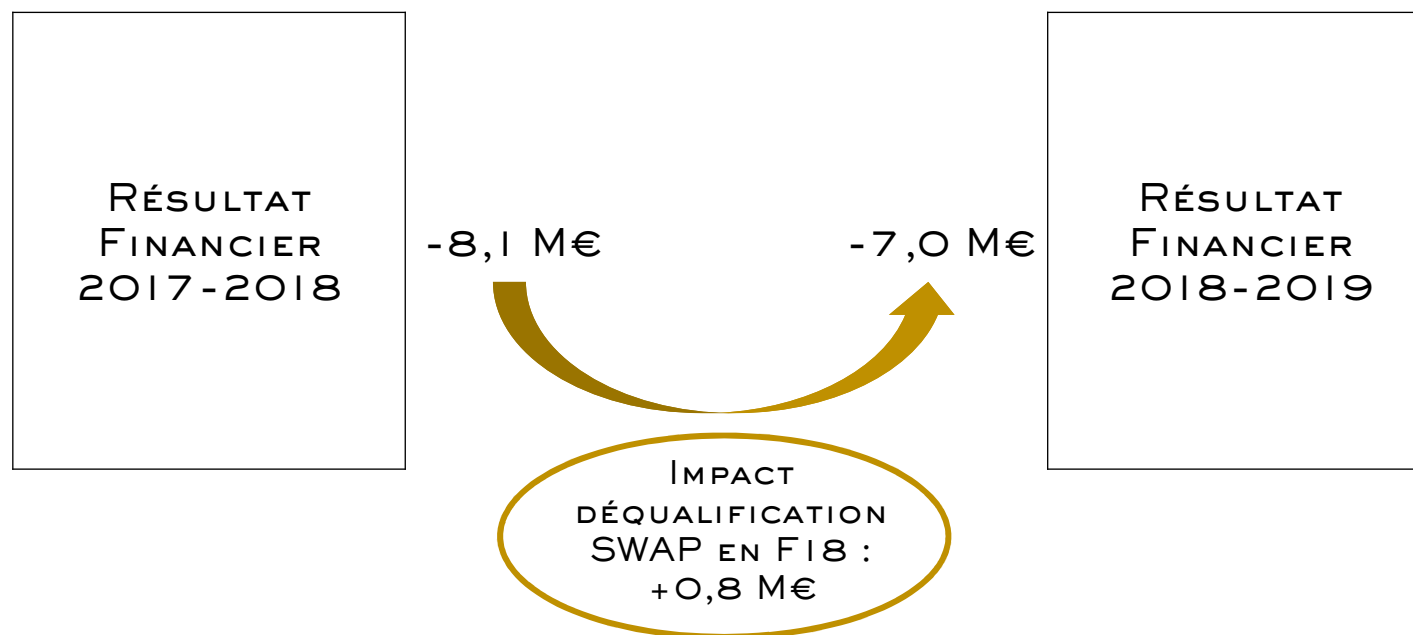 Résultat
Financier
2017-2018
-8,1 M€
-7,0 M€
Résultat
Financier
2018-2019
Impact
déqualification
SWAP en F18 :
+0,8 M€